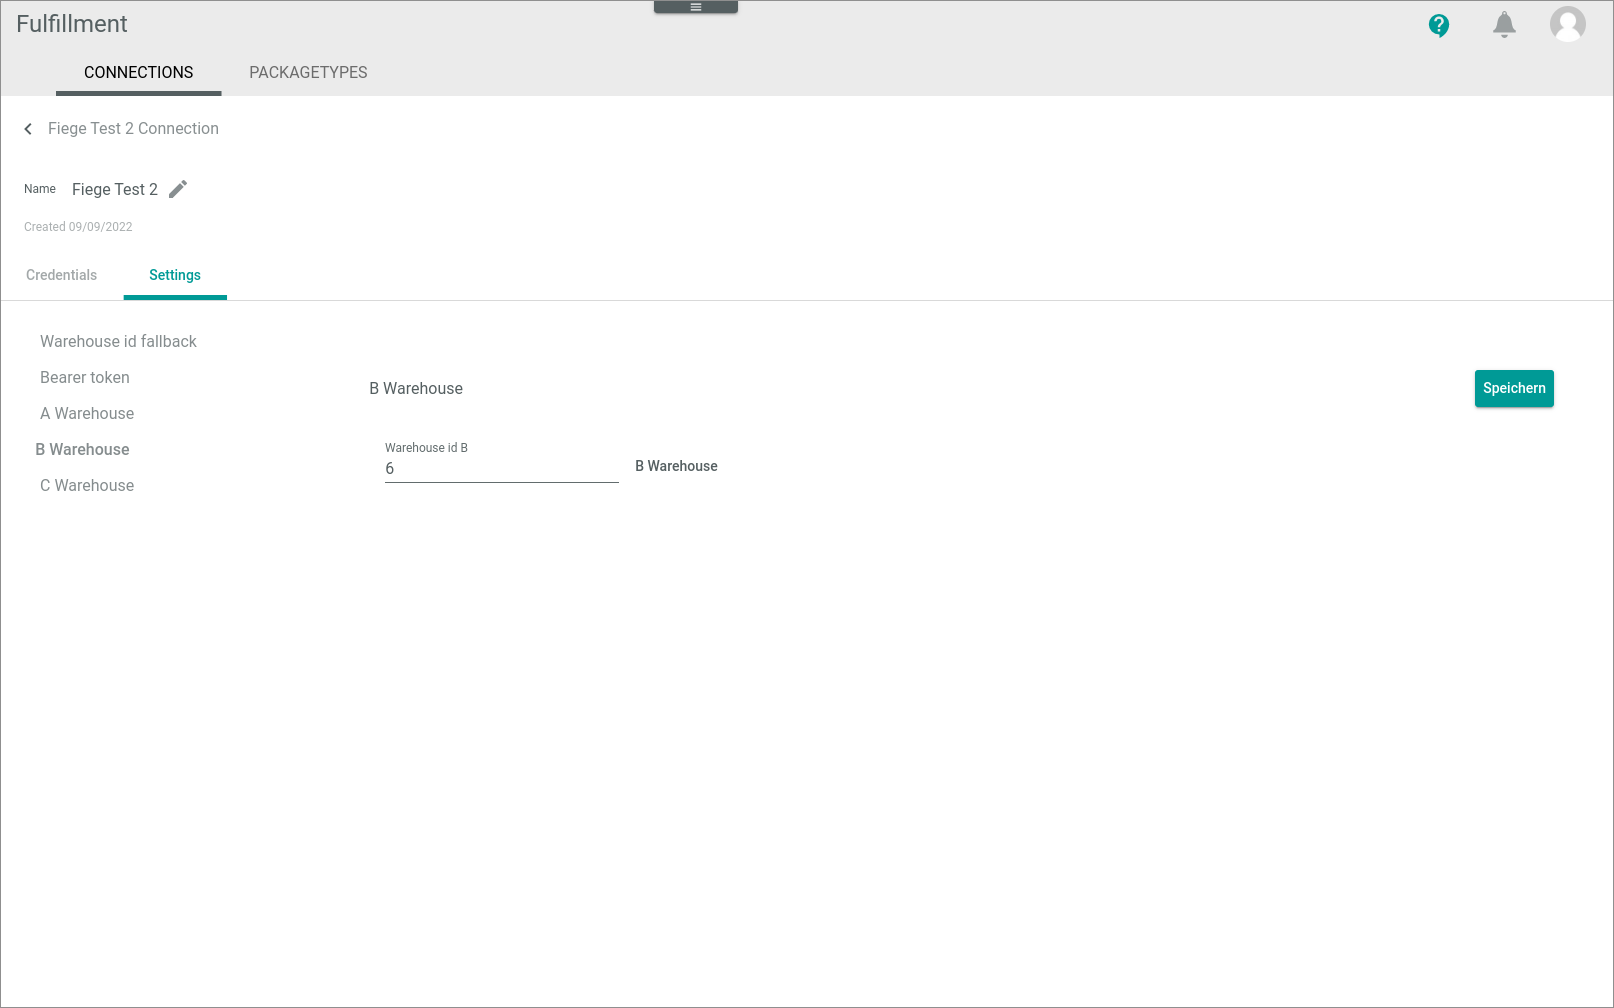 Fulfillment
CONNECTIONS PACKAGETYPES
Fiege Test 2 Connection
Name Fiege Test 2
Created 09/09/2022
Credentials Settings
Warehouse id fallback
Bearer token
A Warehouse
B Warehouse
C Warehouse
B Warehouse
Speichern
Warehouse id B
6
B Warehouse